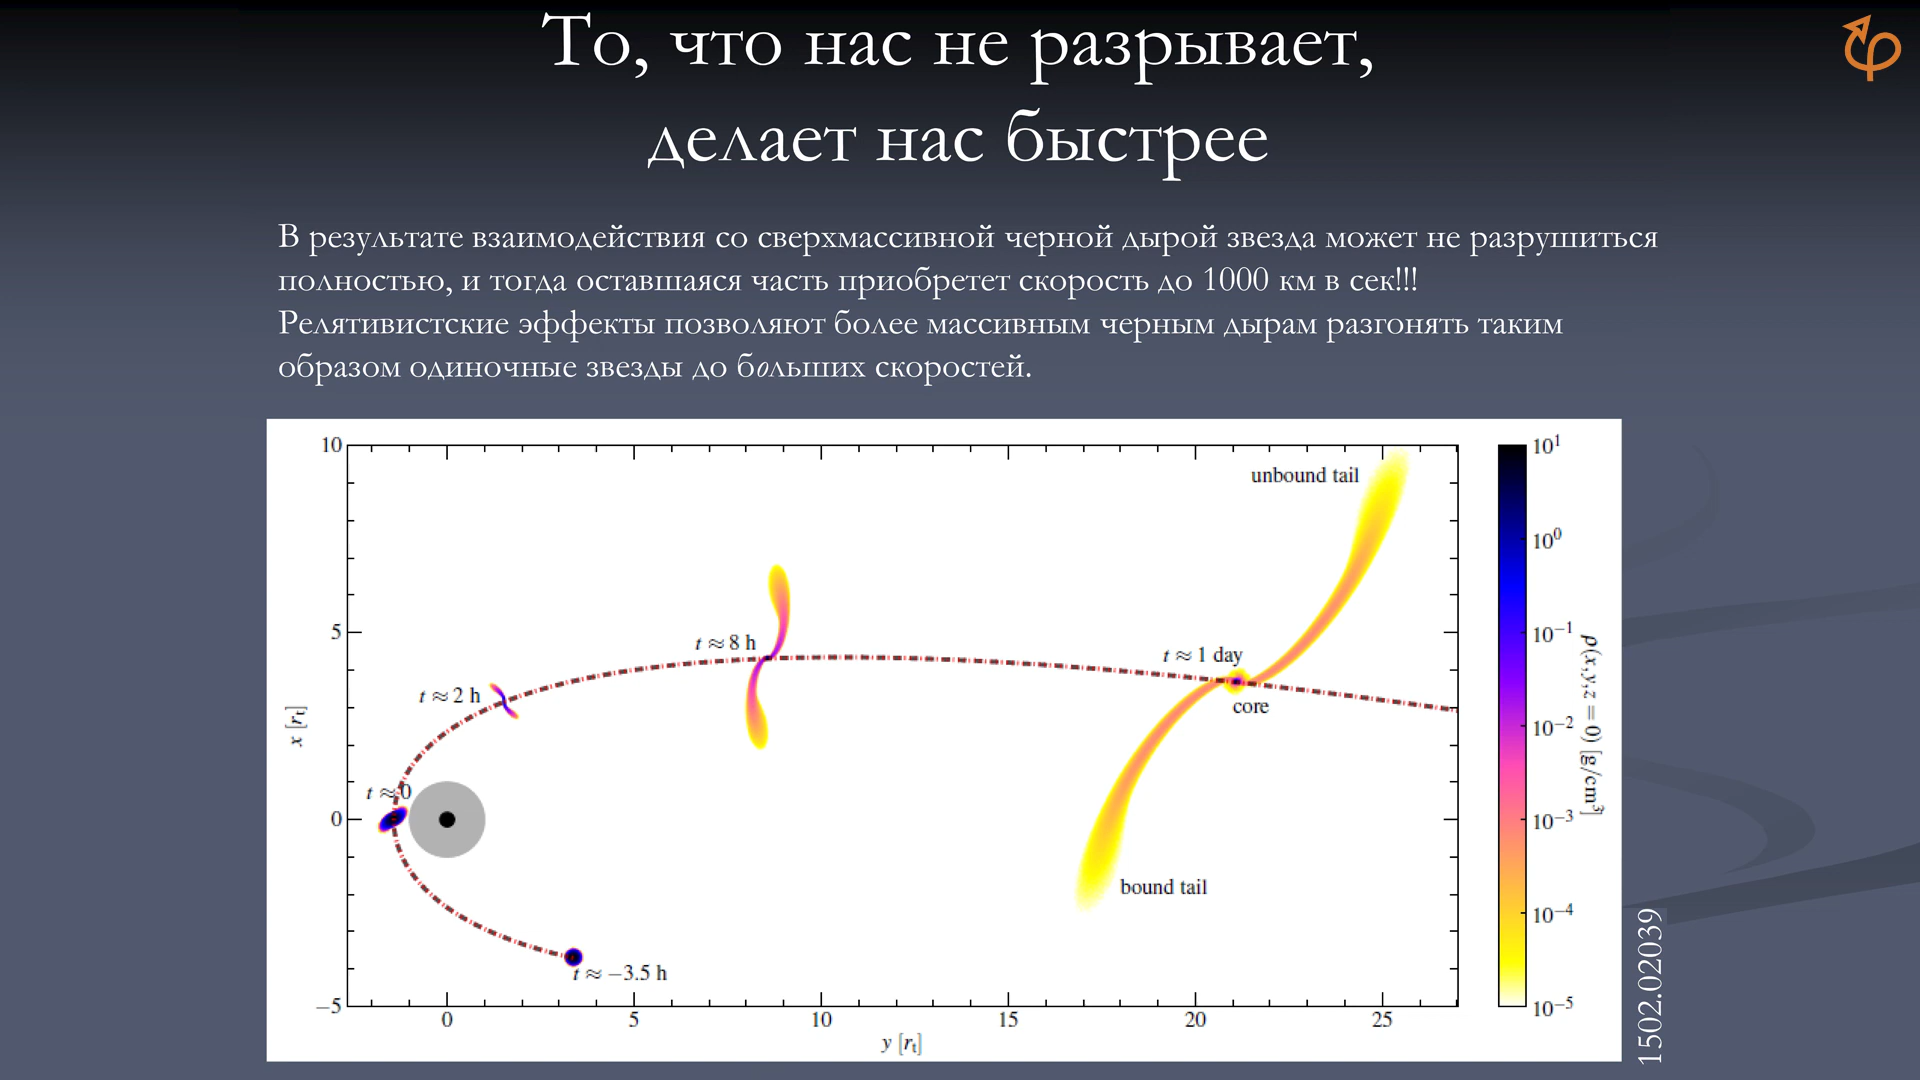 То, что нас не разрывает,
делает нас быстрее
В результате взаимодействия со сверхмассивной черной дырой звезда может не разрушиться
полностью, и тогда оставшаяся часть приобретет скорость до 1000 км в сек!!!
Релятивистские эффекты позволяют более массивным черным дырам разгонять таким
образом одиночные звезды до больших скоростей.
10
5
0
−5
x [rt]
0 5 10 15 20 25
y [rt]
unbound tail
t ≈ 8 h
t ≈ 1 day
core
t ≈ 2 h
t ≈ 0
bound tail
t ≈ −3.5 h
10¹
10⁰
10⁻¹
10⁻²
10⁻³
10⁻⁴
10⁻⁵
ρ(x,y,z = 0) [g/cm³]
1502.02039